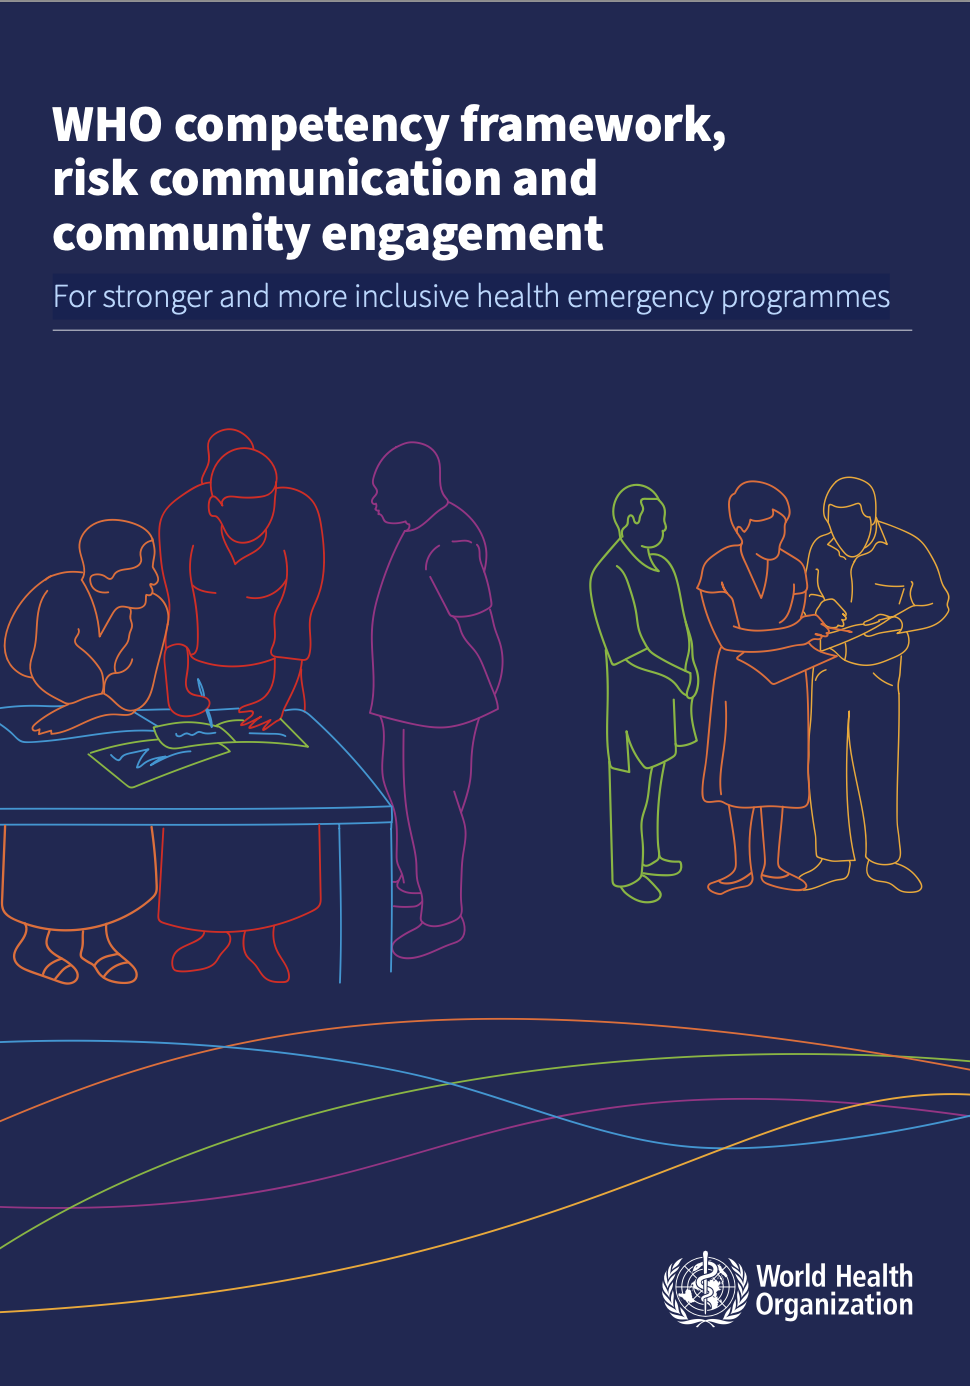 WHO competency framework,
risk communication and
community engagement
For stronger and more inclusive health emergency programmes
World Health
Organization